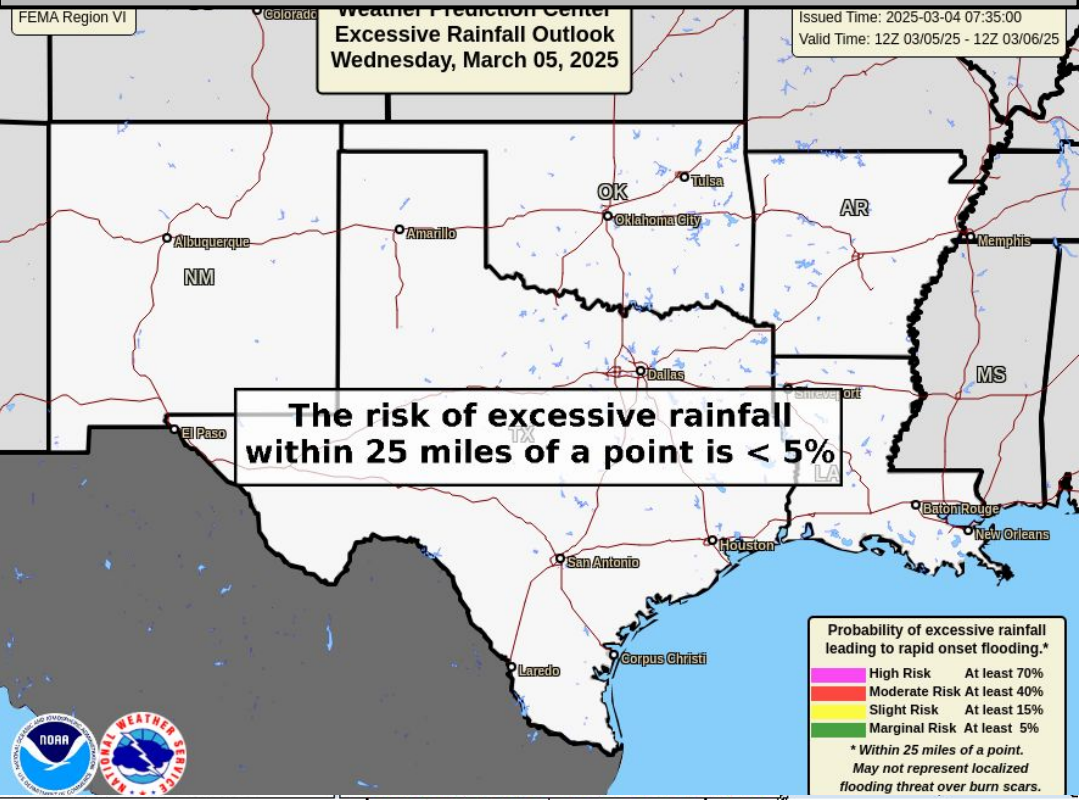 FEMA Region VI
Colorado
Weather Prediction Center
Excessive Rainfall Outlook
Wednesday, March 05, 2025
Issued Time: 2025-03-04 07:35:00
Valid Time: 12Z 03/05/25 - 12Z 03/06/25
Tulsa
OK
AR
Oklahoma City
Amarillo
Albuquerque
Memphis
NM
Dallas
MS
Shreveport
The risk of excessive rainfall
within 25 miles of a point is < 5%
TX
El Paso
LA
Baton Rouge
New Orleans
Houston
San Antonio
Corpus Christi
Laredo
Probability of excessive rainfall
leading to rapid onset flooding.*
High Risk At least 70%
Moderate Risk At least 40%
Slight Risk At least 15%
Marginal Risk At least 5%
* Within 25 miles of a point.
May not represent localized
flooding threat over burn scars.
NOAA
NATIONAL WEATHER SERVICE